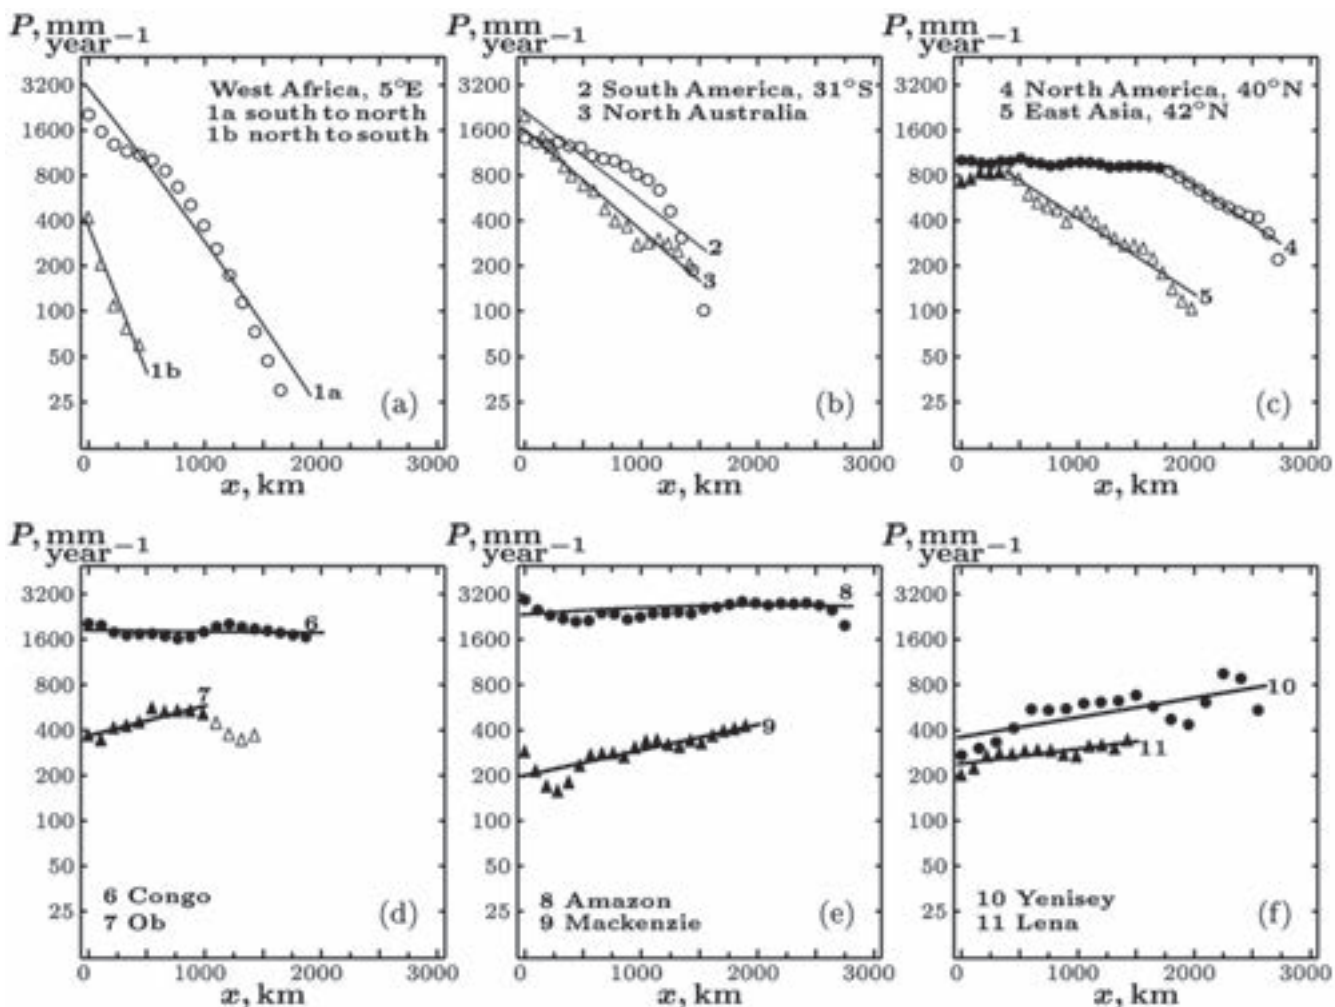 P, mm year−1
3200
1600
800
400
200
100
50
25
0 1000 2000 3000
x, km
West Africa, 5°E
1a south to north
1b north to south
1b
1a
(a)
P, mm year−1
3200
1600
800
400
200
100
50
25
0 1000 2000 3000
x, km
2 South America, 31°S
3 North Australia
2
3
(b)
P, mm year−1
3200
1600
800
400
200
100
50
25
0 1000 2000 3000
x, km
4 North America, 40°N
5 East Asia, 42°N
4
5
(c)
P, mm year−1
3200
1600
800
400
200
100
50
25
0 1000 2000 3000
x, km
6
7
6 Congo
7 Ob
(d)
P, mm year−1
3200
1600
800
400
200
100
50
25
0 1000 2000 3000
x, km
8
9
8 Amazon
9 Mackenzie
(e)
P, mm year−1
3200
1600
800
400
200
100
50
25
0 1000 2000 3000
x, km
10
11
10 Yenisey
11 Lena
(f)